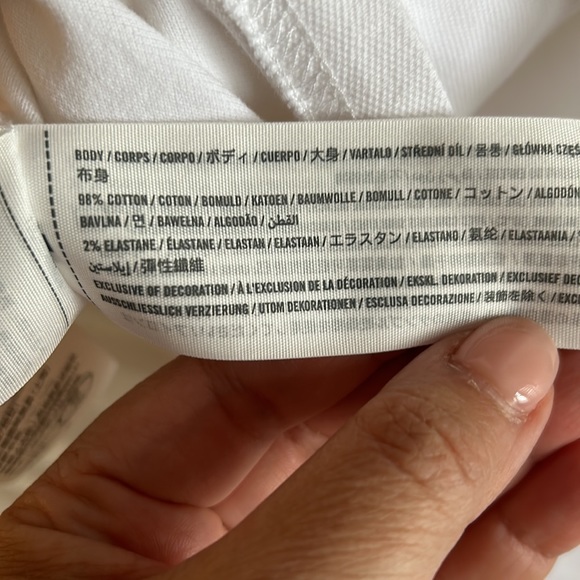 BODY / CORPS / CORPO / ボディ / CUERPO / 大身 / VARTALO / STŘEDNÍ DÍL / 몸통 / GŁÓWNA CZĘŚ
布身
98% COTTON / COTON / BOMULD / KATOEN / BAUMWOLLE / BOMULL / COTONE / コットン / ALGODÓN
BAVLNA / 면 / BAWEŁNA / ALGODÃO / القطن
2% ELASTANE / ÉLASTANE / ELASTAN / ELASTAAN / エラスタン / ELASTANO / 氨纶 / ELASTAANIA /
إيلاستين / 彈性纖維
EXCLUSIVE OF DECORATION / À L'EXCLUSION DE LA DÉCORATION / EKSKL. DEKORATION / EXCLUSIEF DEC
AUSSCHLIESSLICH VERZIERUNG / UTOM DEKORATIONEN / ESCLUSA DECORAZIONE / 装飾を除く / EXC